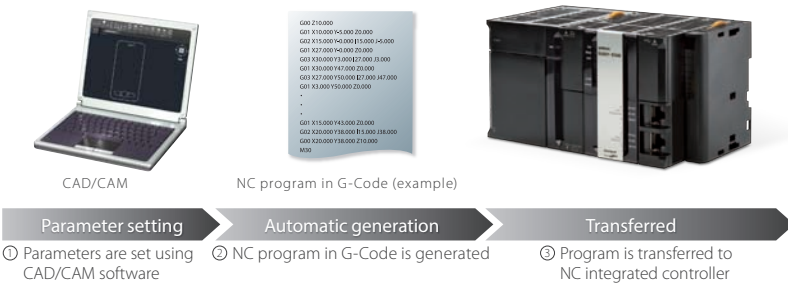 G00 Z10.000
G01 X10.000 Y-5.000 Z0.000
G02 X15.000 Y-0.000 I15.000 J-5.000
G01 X27.000 Y-0.000 Z0.000
G03 X30.000 Y3.000 I27.000 J3.000
G01 X30.000 Y47.000 Z0.000
G03 X27.000 Y50.000 I27.000 J47.000
G01 X3.000 Y50.000 Z0.000
.
.
.
G01 X15.000 Y43.000 Z0.000
G02 X20.000 Y38.000 I15.000 J38.000
G00 X20.000 Y38.000 Z10.000
M30
CAD/CAM
NC program in G-Code (example)
Parameter setting
Automatic generation
Transferred
① Parameters are set using
CAD/CAM software
② NC program in G-Code is generated
③ Program is transferred to
NC integrated controller